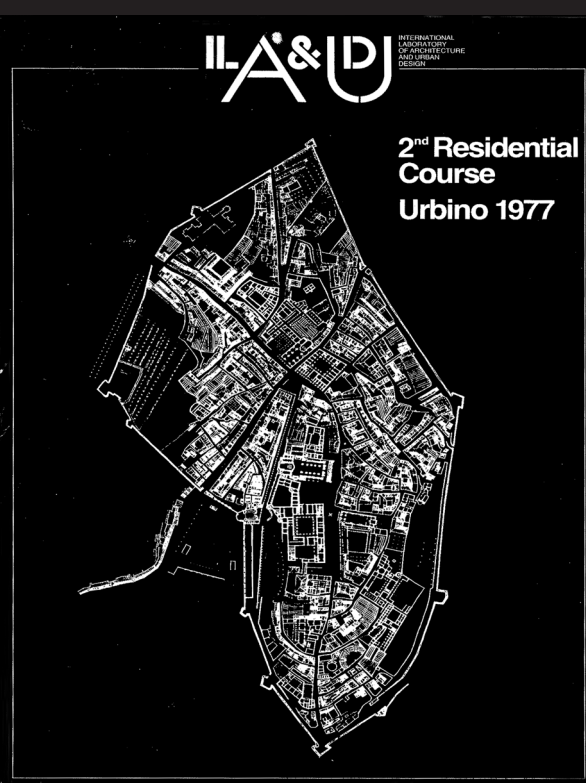 ILA&UD
INTERNATIONAL
LABORATORY
OF ARCHITECTURE
AND URBAN
DESIGN
2nd Residential
Course
Urbino 1977